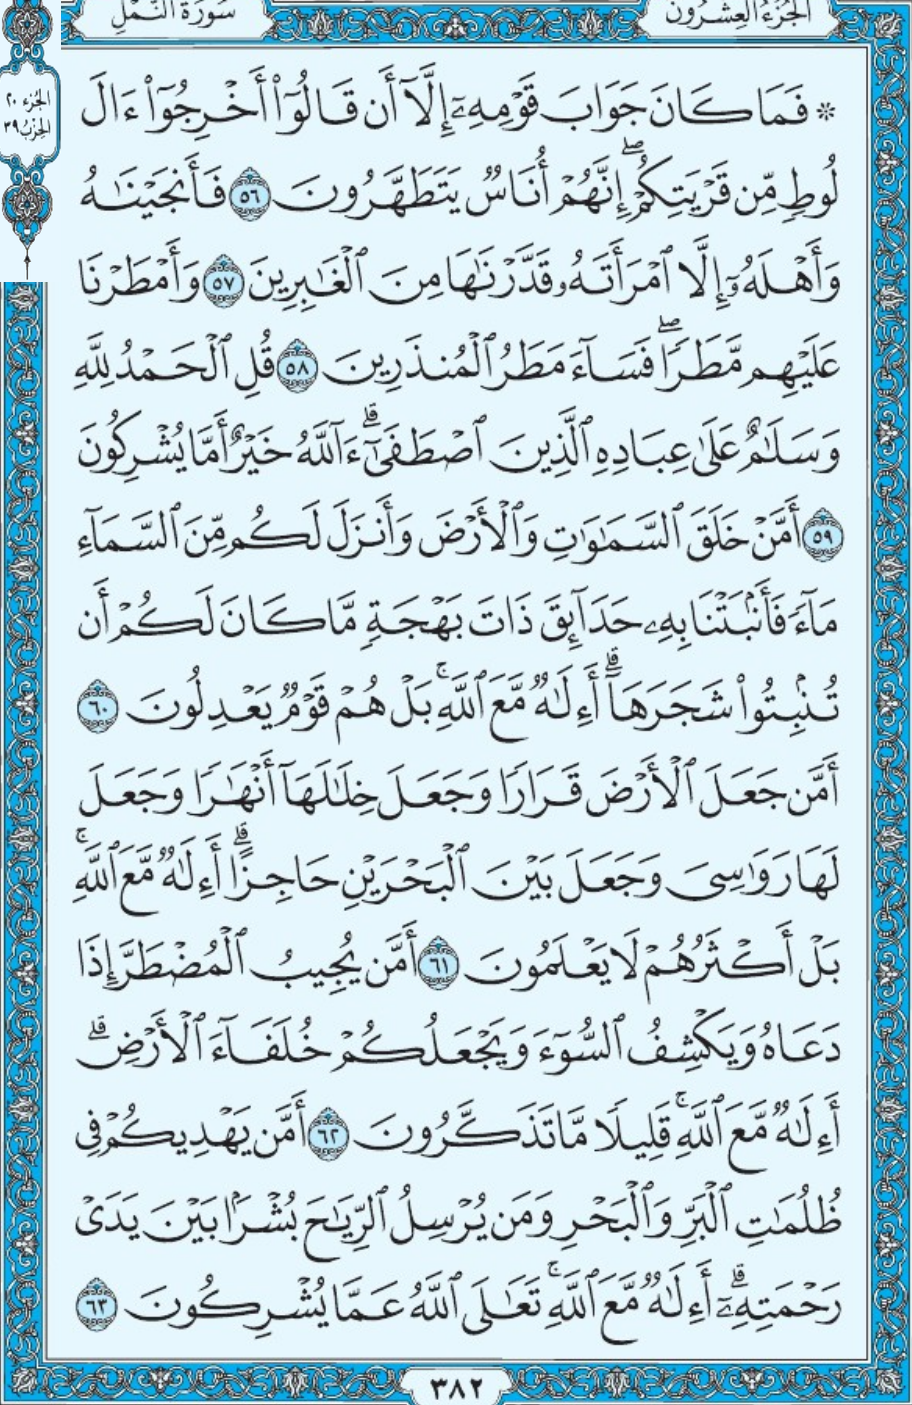 الجُزْءُ العِشْرُونَ
سُورَةُ النَّمْلِ
الجزء ٢٠
الحزب ٣٩
۞ فَمَا كَانَ جَوَابَ قَوْمِهِۦٓ إِلَّآ أَن قَالُوٓا۟ أَخْرِجُوٓا۟ ءَالَ
لُوطٍ مِّن قَرْيَتِكُمْ ۖ إِنَّهُمْ أُنَاسٌ يَتَطَهَّرُونَ ٥٦ فَأَنجَيْنَـٰهُ
وَأَهْلَهُۥٓ إِلَّا ٱمْرَأَتَهُۥ قَدَّرْنَـٰهَا مِنَ ٱلْغَـٰبِرِينَ ٥٧ وَأَمْطَرْنَا
عَلَيْهِم مَّطَرًا ۖ فَسَآءَ مَطَرُ ٱلْمُنذَرِينَ ٥٨ قُلِ ٱلْحَمْدُ لِلَّهِ
وَسَلَـٰمٌ عَلَىٰ عِبَادِهِ ٱلَّذِينَ ٱصْطَفَىٰٓ ۗ ءَآللَّهُ خَيْرٌ أَمَّا يُشْرِكُونَ
٥٩ أَمَّنْ خَلَقَ ٱلسَّمَـٰوَٰتِ وَٱلْأَرْضَ وَأَنزَلَ لَكُم مِّنَ ٱلسَّمَآءِ
مَآءً فَأَنۢبَتْنَا بِهِۦ حَدَآئِقَ ذَاتَ بَهْجَةٍ مَّا كَانَ لَكُمْ أَن
تُنۢبِتُوا۟ شَجَرَهَآ ۗ أَءِلَـٰهٌ مَّعَ ٱللَّهِ ۚ بَلْ هُمْ قَوْمٌ يَعْدِلُونَ ٦٠
أَمَّن جَعَلَ ٱلْأَرْضَ قَرَارًا وَجَعَلَ خِلَـٰلَهَآ أَنْهَـٰرًا وَجَعَلَ
لَهَا رَوَٰسِىَ وَجَعَلَ بَيْنَ ٱلْبَحْرَيْنِ حَاجِزًا ۗ أَءِلَـٰهٌ مَّعَ ٱللَّهِ ۚ
بَلْ أَكْثَرُهُمْ لَا يَعْلَمُونَ ٦١ أَمَّن يُجِيبُ ٱلْمُضْطَرَّ إِذَا
دَعَاهُ وَيَكْشِفُ ٱلسُّوٓءَ وَيَجْعَلُكُمْ خُلَفَآءَ ٱلْأَرْضِ ۗ
أَءِلَـٰهٌ مَّعَ ٱللَّهِ ۚ قَلِيلًا مَّا تَذَكَّرُونَ ٦٢ أَمَّن يَهْدِيكُمْ فِى
ظُلُمَـٰتِ ٱلْبَرِّ وَٱلْبَحْرِ وَمَن يُرْسِلُ ٱلرِّيَـٰحَ بُشْرًۢا بَيْنَ يَدَىْ
رَحْمَتِهِۦٓ ۗ أَءِلَـٰهٌ مَّعَ ٱللَّهِ ۚ تَعَـٰلَى ٱللَّهُ عَمَّا يُشْرِكُونَ ٦٣
٣٨٢